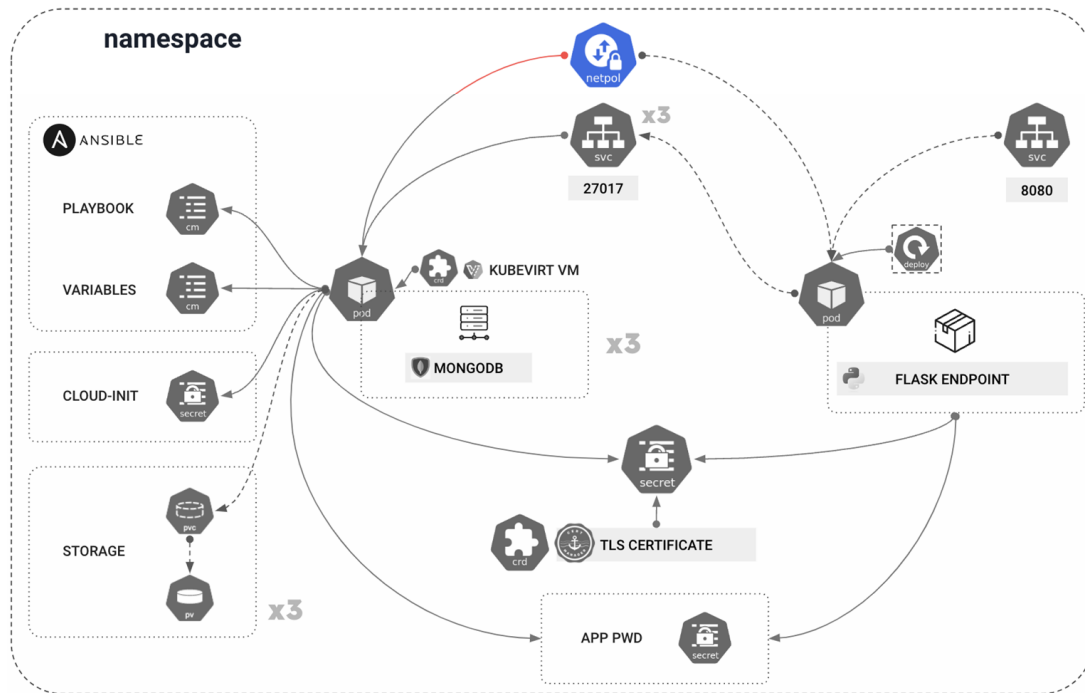 namespace
netpol
x3
svc
27017
svc
8080
ANSIBLE
PLAYBOOK
cm
VARIABLES
cm
pod
crd
KUBEVIRT VM
MONGODB
x3
deploy
pod
FLASK ENDPOINT
CLOUD-INIT
secret
STORAGE
pvc
pv
x3
secret
crd
TLS CERTIFICATE
APP PWD
secret